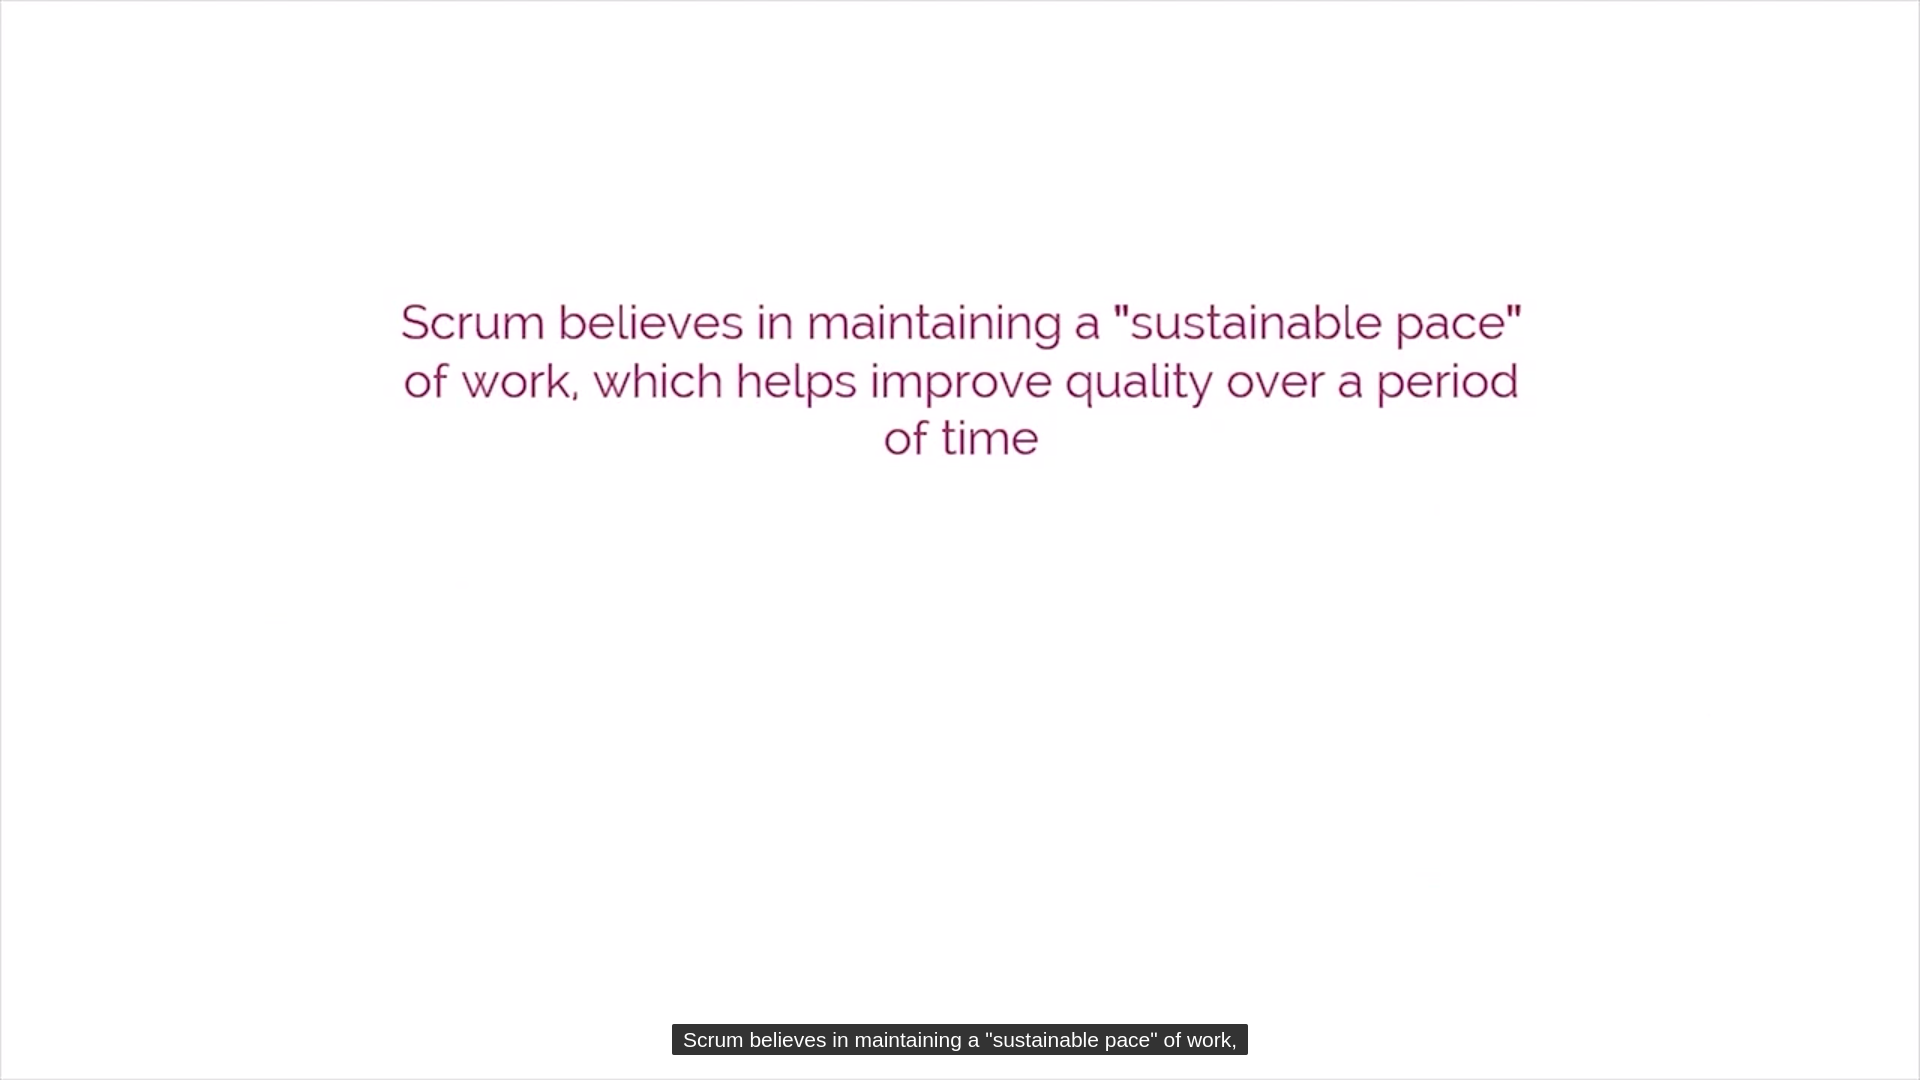 Scrum believes in maintaining a "sustainable pace"
of work, which helps improve quality over a period
of time
Scrum believes in maintaining a "sustainable pace" of work,